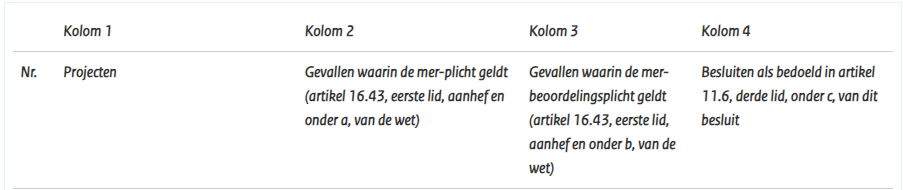 Kolom 1 Kolom 2 Kolom 3 Kolom 4
Nr. Projecten Gevallen waarin de mer-plicht geldt Gevallen waarin de mer- Besluiten als bedoeld in artikel
(artikel 16.43, eerste lid, aanhef en beoordelingsplicht geldt 11.6, derde lid, onder c, van dit
onder a, van de wet) (artikel 16.43, eerste lid, besluit
aanhef en onder b, van de
wet)